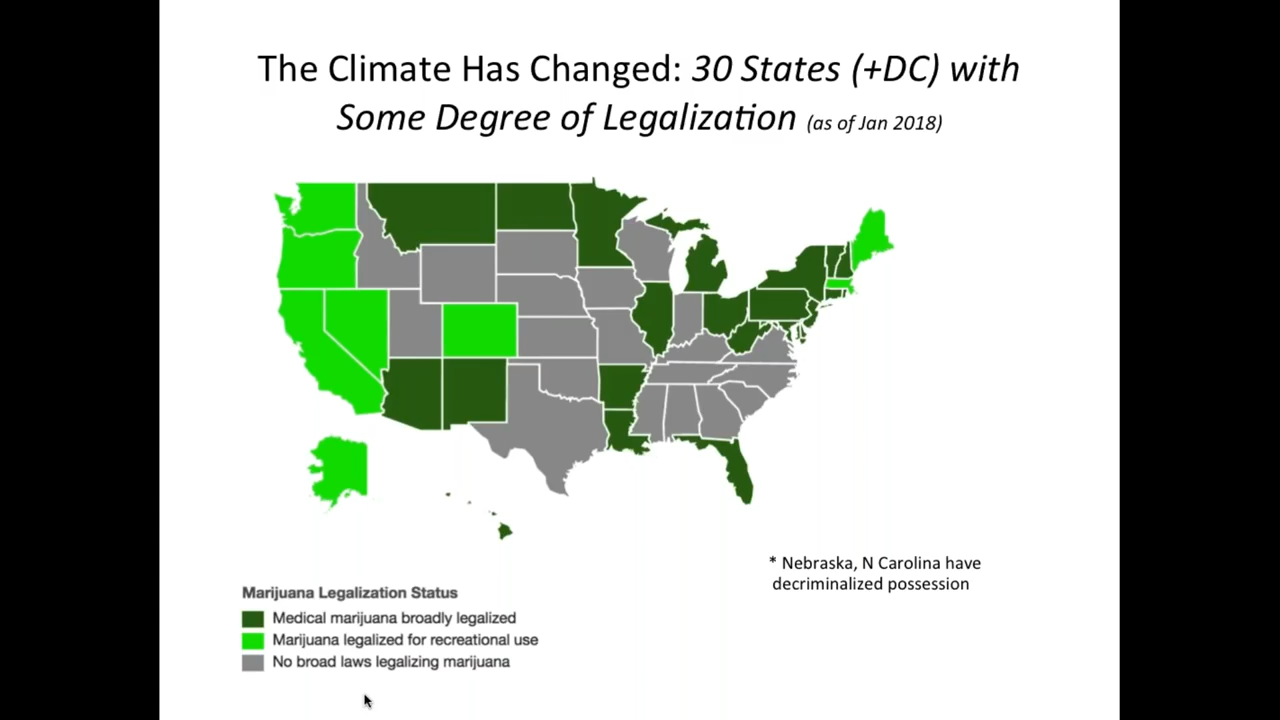 The Climate Has Changed: 30 States (+DC) with
Some Degree of Legalization (as of Jan 2018)
* Nebraska, N Carolina have
decriminalized possession
Marijuana Legalization Status
Medical marijuana broadly legalized
Marijuana legalized for recreational use
No broad laws legalizing marijuana